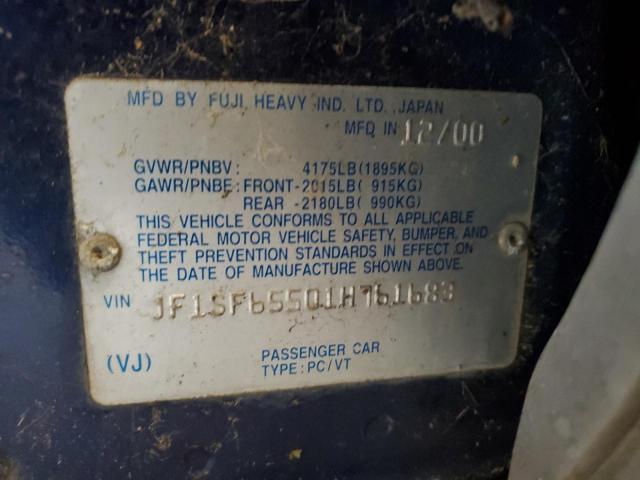 MFD BY FUJI HEAVY IND. LTD., JAPAN
MFD IN 12/00
GVWR/PNBV: 4175LB(1895KG)
GAWR/PNBE: FRONT-2015LB( 915KG)
REAR -2180LB( 990KG)
THIS VEHICLE CONFORMS TO ALL APPLICABLE
FEDERAL MOTOR VEHICLE SAFETY, BUMPER, AND
THEFT PREVENTION STANDARDS IN EFFECT ON
THE DATE OF MANUFACTURE SHOWN ABOVE.
VIN JF1SF65501H761683
(VJ) PASSENGER CAR
TYPE:PC/VT